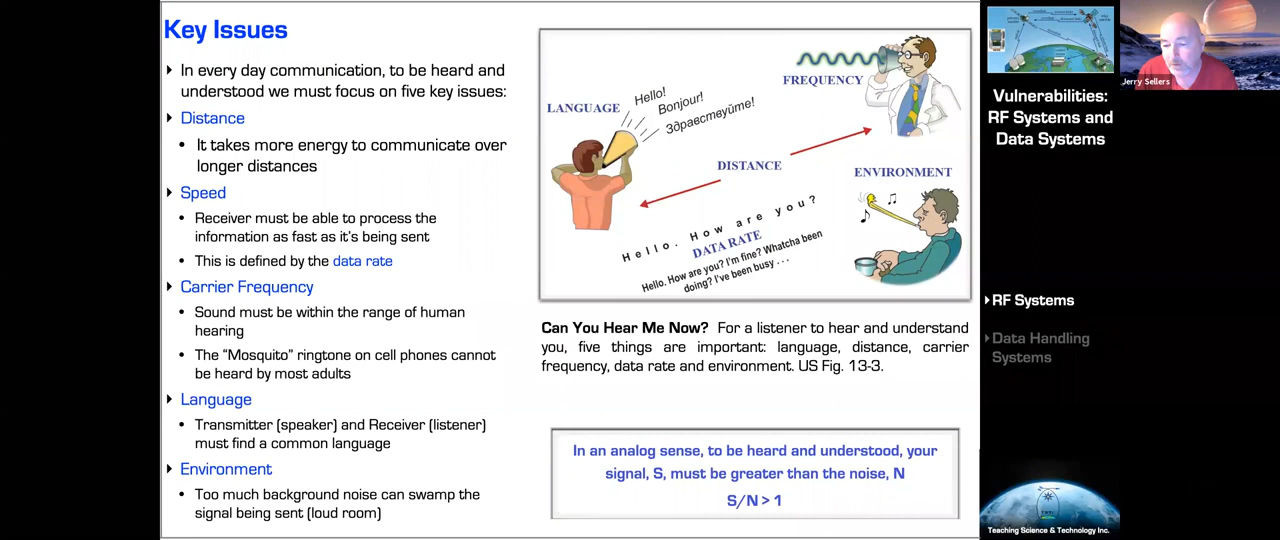 Key Issues
In every day communication, to be heard and
understood we must focus on five key issues:
Distance
It takes more energy to communicate over
longer distances
Speed
Receiver must be able to process the
information as fast as it's being sent
This is defined by the data rate
Carrier Frequency
Sound must be within the range of human
hearing
The "Mosquito" ringtone on cell phones cannot
be heard by most adults
Language
Transmitter (speaker) and Receiver (listener)
must find a common language
Environment
Too much background noise can swamp the
signal being sent (loud room)
LANGUAGE
Hello!
Bonjour!
Здравствуйте!
FREQUENCY
DISTANCE
ENVIRONMENT
Hello. How are you?
DATA RATE
Hello. How are you? I'm fine? Whatcha been
doing? I've been busy . . .
Can You Hear Me Now? For a listener to hear and understand
you, five things are important: language, distance, carrier
frequency, data rate and environment. US Fig. 13-3.
In an analog sense, to be heard and understood, your
signal, S, must be greater than the noise, N
S/N > 1
Jerry Sellers
Vulnerabilities:
RF Systems and
Data Systems
RF Systems
Data Handling
Systems
Teaching Science & Technology Inc.